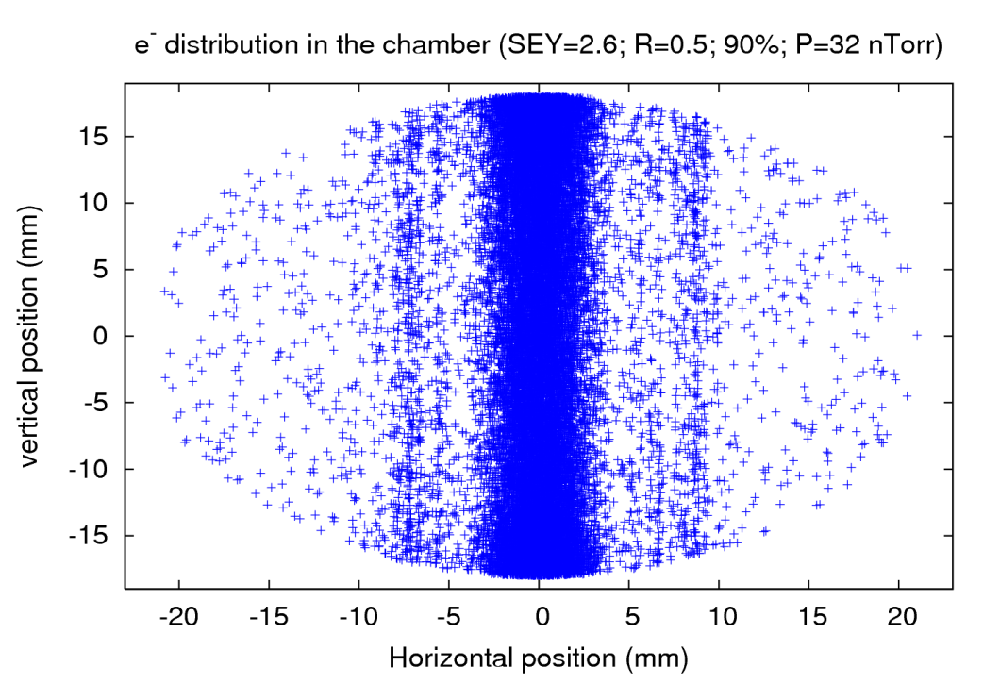 e⁻ distribution in the chamber (SEY=2.6; R=0.5; 90%; P=32 nTorr)
vertical position (mm)
15
10
5
0
-5
-10
-15
-20 -15 -10 -5 0 5 10 15 20
Horizontal position (mm)